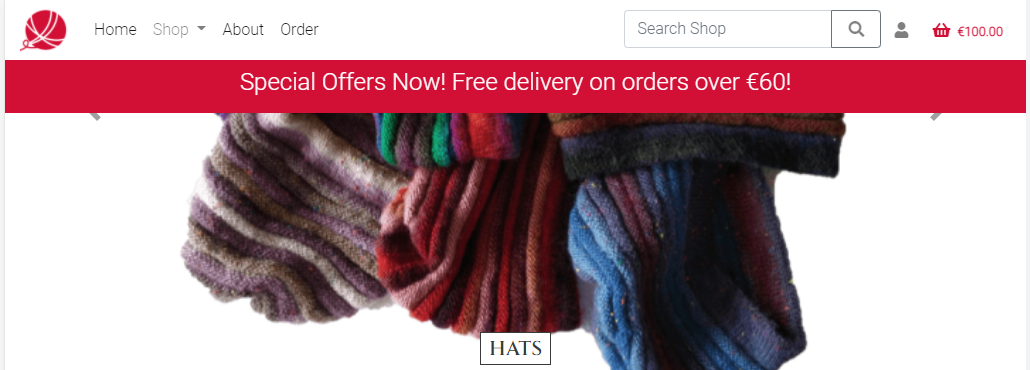 Home Shop About Order Search Shop €100.00
Special Offers Now! Free delivery on orders over €60!
HATS